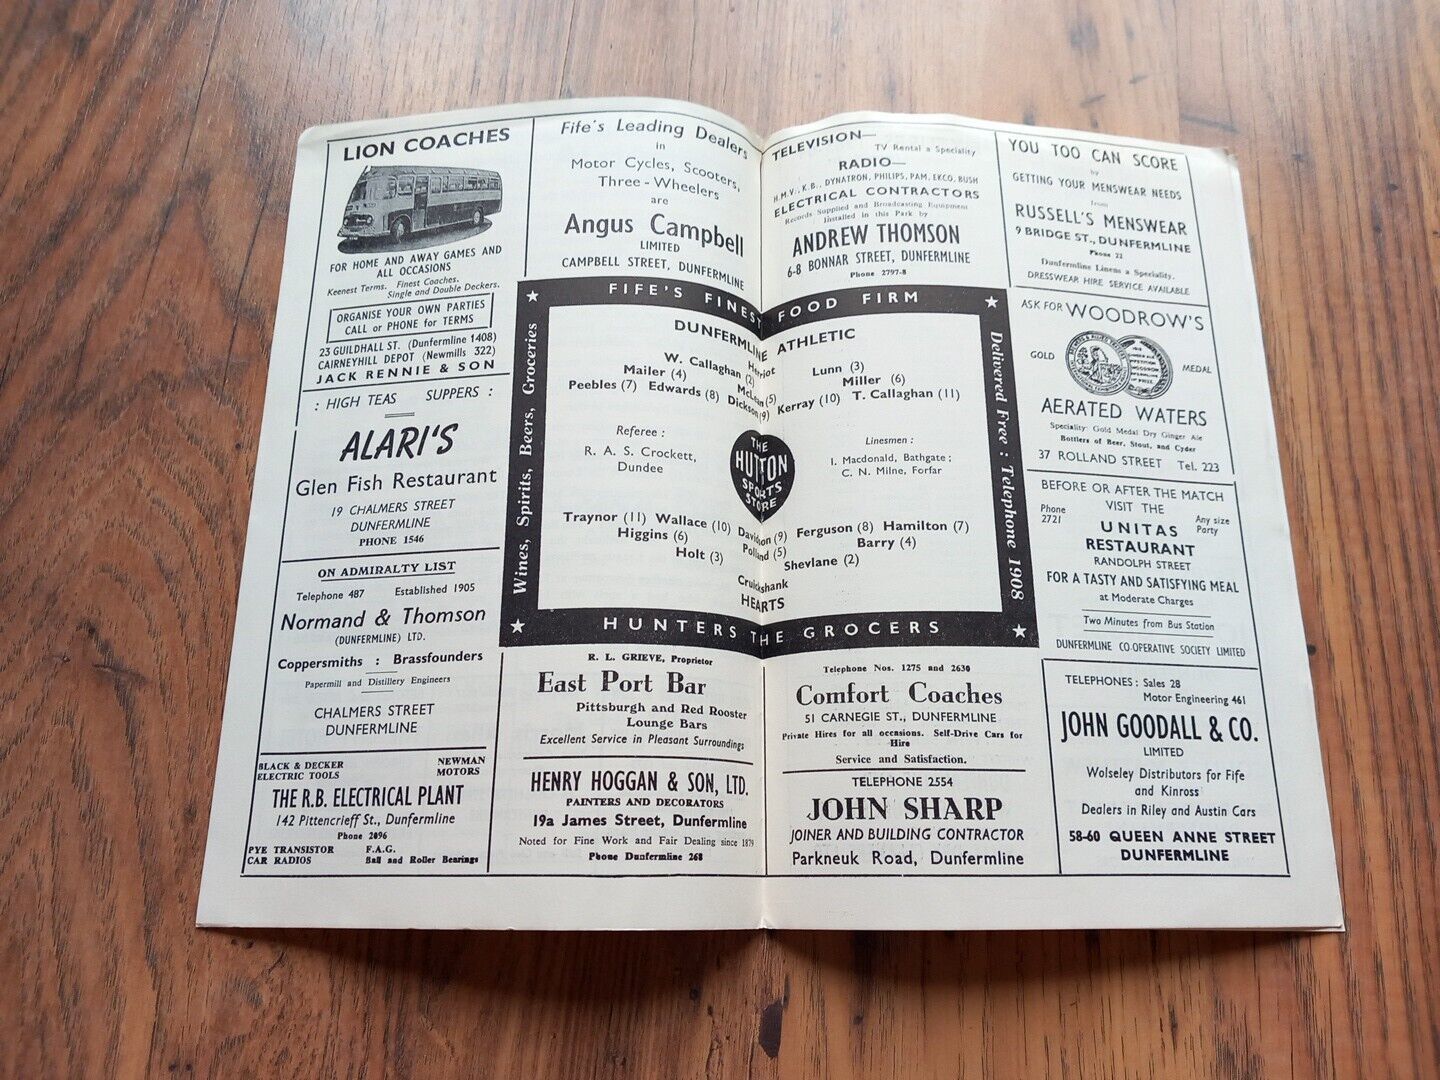 LION COACHES
FOR HOME AND AWAY GAMES AND
ALL OCCASIONS
Keenest Terms. Finest Coaches.
Single and Double Deckers.
ORGANISE YOUR OWN PARTIES
CALL or PHONE for TERMS
23 GUILDHALL ST. (Dunfermline 1408)
CAIRNEYHILL DEPOT (Newmills 322)
JACK RENNIE & SON
: HIGH TEAS SUPPERS :
ALARI'S
Glen Fish Restaurant
19 CHALMERS STREET
DUNFERMLINE
PHONE 1546
ON ADMIRALTY LIST
Telephone 487 Established 1905
Normand & Thomson
(DUNFERMLINE) LTD.
Coppersmiths : Brassfounders
Papermill and Distillery Engineers
CHALMERS STREET
DUNFERMLINE
BLACK & DECKER
ELECTRIC TOOLS
NEWMAN
MOTORS
THE R.B. ELECTRICAL PLANT
142 Pittencrieff St., Dunfermline
Phone 2096
PYE TRANSISTOR
CAR RADIOS
F.A.G.
Ball and Roller Bearings
Fife's Leading Dealers
in
Motor Cycles, Scooters,
Three-Wheelers
are
Angus Campbell
LIMITED
CAMPBELL STREET, DUNFERMLINE
TELEVISION—
TV Rental a Speciality
RADIO—
H.M.V., K.B., DYNATRON, PHILIPS, PAM, EKCO, BUSH
ELECTRICAL CONTRACTORS
Records Supplied and Broadcasting Equipment
Installed in this Park by
ANDREW THOMSON
6-8 BONNAR STREET, DUNFERMLINE
Phone 2797-8
FIFE'S FINEST FOOD FIRM
Wines, Spirits, Beers, Groceries
Delivered Free : Telephone 1908
DUNFERMLINE ATHLETIC
Herriot
W. Callaghan (2) Lunn (3)
Mailer (4) McLean (5) Miller (6)
Peebles (7) Edwards (8) Dickson (9) Kerray (10) T. Callaghan (11)
Referee :
R. A. S. Crockett,
Dundee
THE
HUTTON
SPORTS
STORE
Linesmen :
I. Macdonald, Bathgate ;
C. N. Milne, Forfar
Traynor (11) Wallace (10) Davidson (9) Ferguson (8) Hamilton (7)
Higgins (6) Polland (5) Barry (4)
Holt (3) Shevlane (2)
Cruickshank
HEARTS
HUNTERS THE GROCERS
R. L. GRIEVE, Proprietor
East Port Bar
Pittsburgh and Red Rooster
Lounge Bars
Excellent Service in Pleasant Surroundings
HENRY HOGGAN & SON, LTD.
PAINTERS AND DECORATORS
19a James Street, Dunfermline
Noted for Fine Work and Fair Dealing since 1879
Phone Dunfermline 268
Telephone Nos. 1275 and 2630
Comfort Coaches
51 CARNEGIE ST., DUNFERMLINE
Private Hires for all occasions. Self-Drive Cars for
Hire
Service and Satisfaction.
TELEPHONE 2554
JOHN SHARP
JOINER AND BUILDING CONTRACTOR
Parkneuk Road, Dunfermline
YOU TOO CAN SCORE
by
GETTING YOUR MENSWEAR NEEDS
from
RUSSELL'S MENSWEAR
9 BRIDGE ST., DUNFERMLINE
Phone 22
Dunfermline Linens a Speciality.
DRESSWEAR HIRE SERVICE AVAILABLE
ASK FOR WOODROW'S
GOLD MEDAL
AERATED WATERS
Speciality: Gold Medal Dry Ginger Ale
Bottlers of Beer, Stout, and Cyder
37 ROLLAND STREET Tel. 223
BEFORE OR AFTER THE MATCH
VISIT THE
Phone
2721
UNITAS
RESTAURANT
Any size
Party
RANDOLPH STREET
FOR A TASTY AND SATISFYING MEAL
at Moderate Charges
Two Minutes from Bus Station
DUNFERMLINE CO-OPERATIVE SOCIETY LIMITED
TELEPHONES : Sales 28
Motor Engineering 461
JOHN GOODALL & CO.
LIMITED
Wolseley Distributors for Fife
and Kinross
Dealers in Riley and Austin Cars
58-60 QUEEN ANNE STREET
DUNFERMLINE